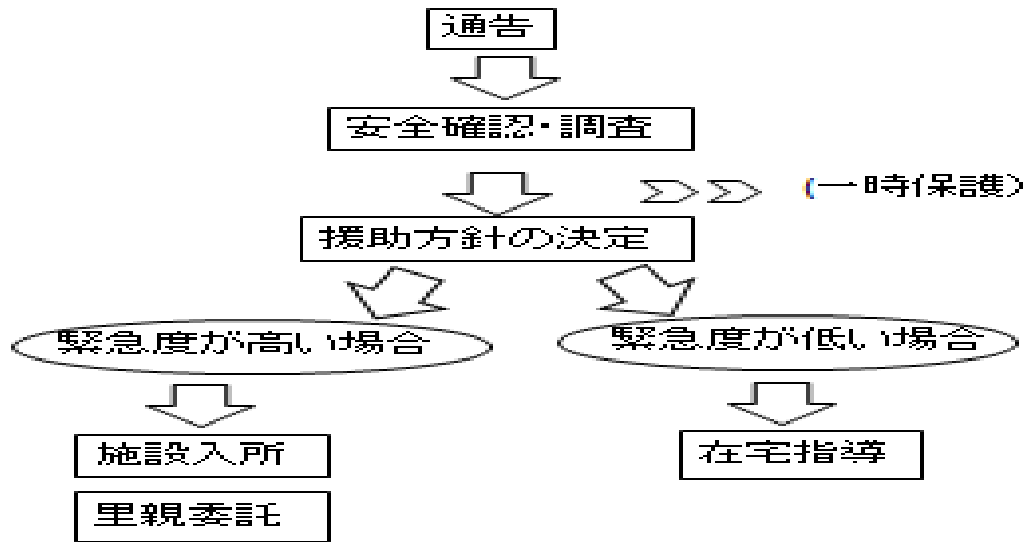 通告
安全確認・調査
(一時保護)
援助方針の決定
緊急度が高い場合
緊急度が低い場合
施設入所
在宅指導
里親委託